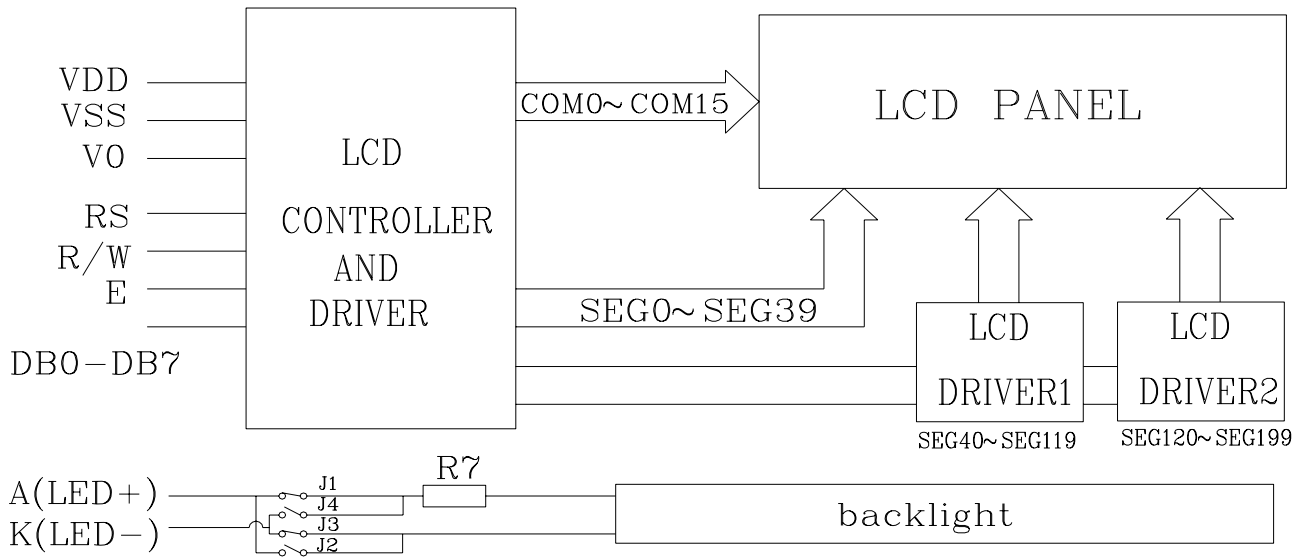 VDD
VSS
V0
RS
R/W
E
DB0-DB7
LCD
CONTROLLER
AND
DRIVER
COM0~COM15
LCD PANEL
SEG0~SEG39
LCD
DRIVER1
SEG40~SEG119
LCD
DRIVER2
SEG120~SEG199
A(LED+)
K(LED-)
J1
J4
J3
J2
R7
backlight